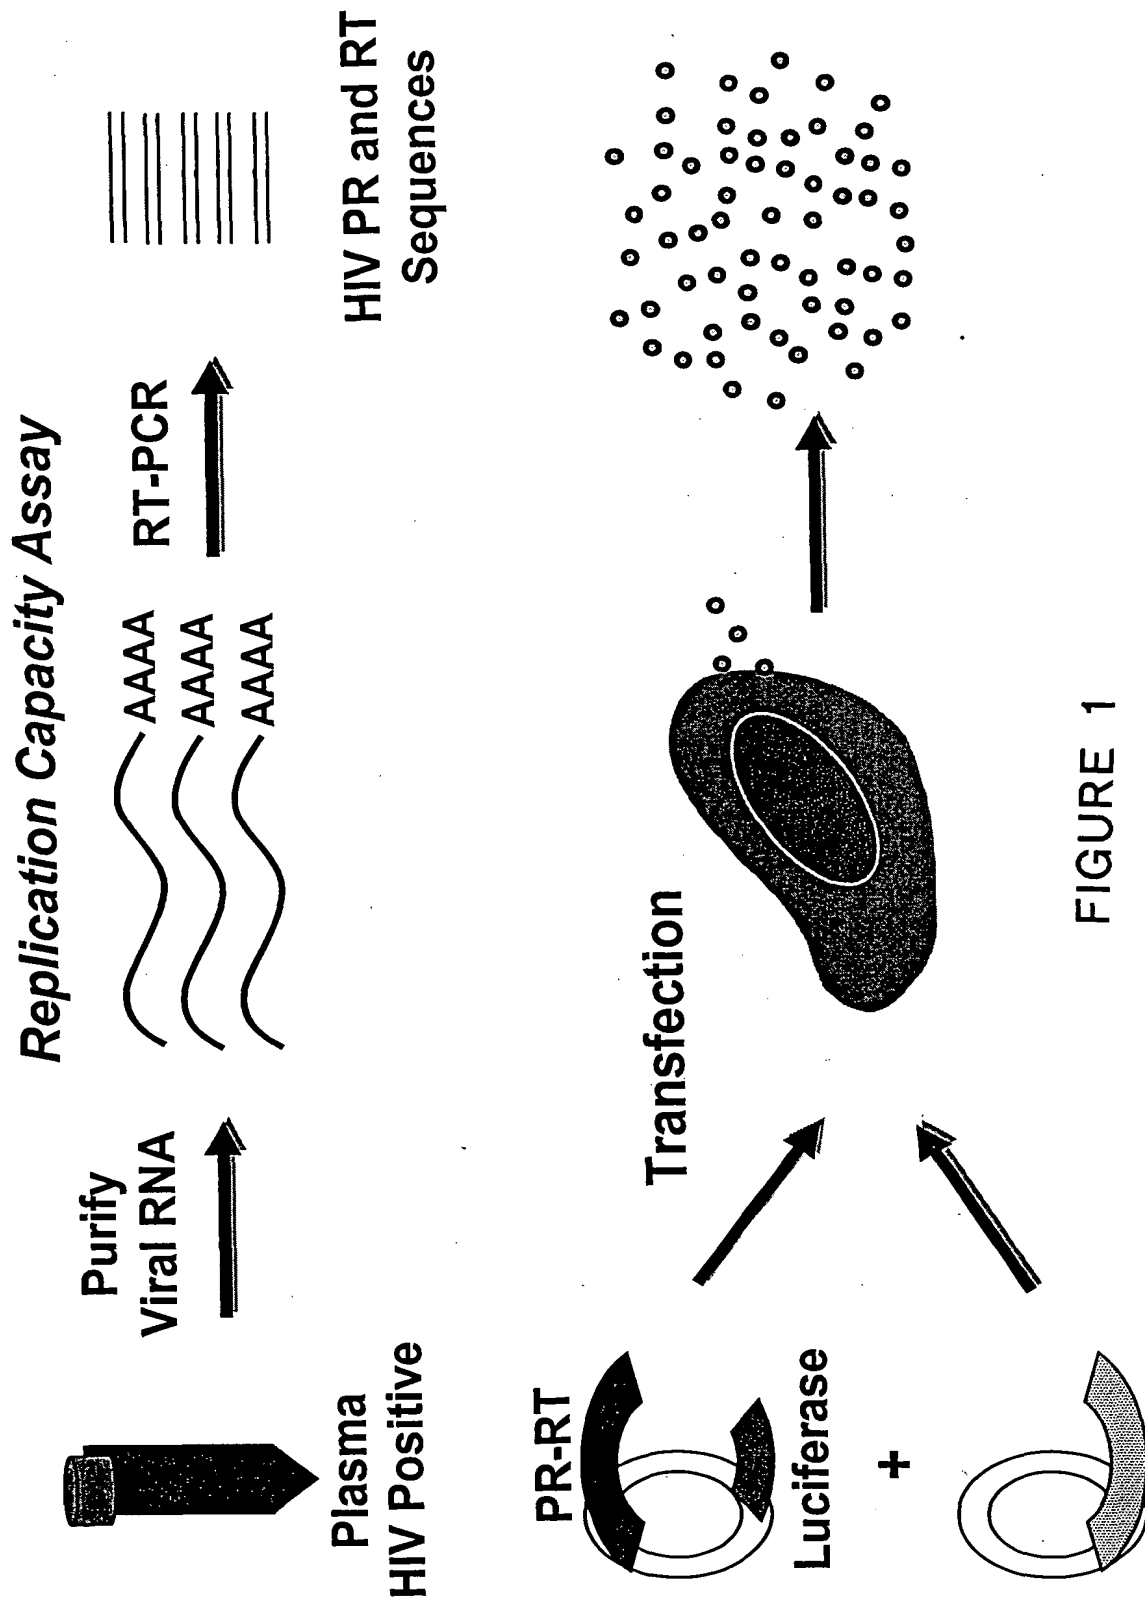 Replication Capacity Assay
Purify
Viral RNA
RT-PCR
AAAA
AAAA
AAAA
Plasma
HIV Positive
HIV PR and RT
Sequences
PR-RT
Transfection
Luciferase
+
FIGURE 1